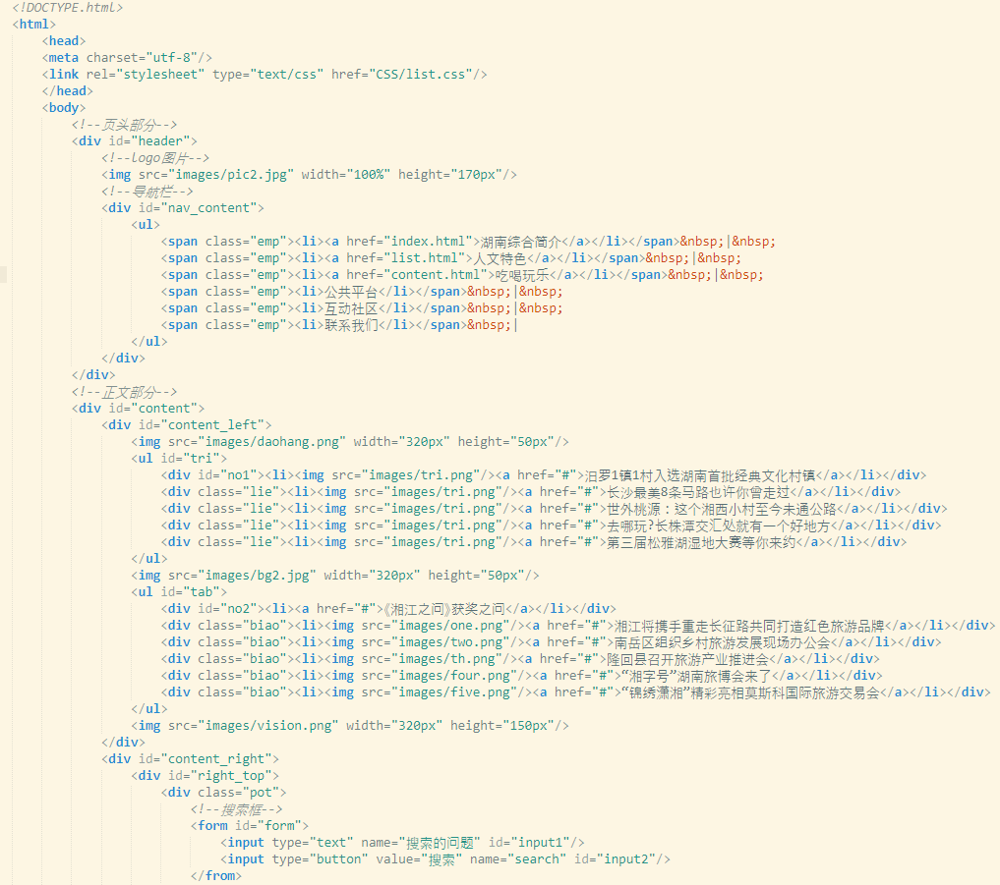 <!DOCTYPE.html>
<html>
<head>
<meta charset="utf-8"/>
<link rel="stylesheet" type="text/css" href="CSS/list.css"/>
</head>
<body>
<!--页头部分-->
<div id="header">
<!--logo图片-->
<img src="images/pic2.jpg" width="100%" height="170px"/>
<!--导航栏-->
<div id="nav_content">
<ul>
<span class="emp"><li><a href="index.html">湖南综合简介</a></li></span>&nbsp;|&nbsp;
<span class="emp"><li><a href="list.html">人文特色</a></li></span>&nbsp;|&nbsp;
<span class="emp"><li><a href="content.html">吃喝玩乐</a></li></span>&nbsp;|&nbsp;
<span class="emp"><li>公共平台</li></span>&nbsp;|&nbsp;
<span class="emp"><li>互动社区</li></span>&nbsp;|&nbsp;
<span class="emp"><li>联系我们</li></span>&nbsp;|
</ul>
</div>
</div>
<!--正文部分-->
<div id="content">
<div id="content_left">
<img src="images/daohang.png" width="320px" height="50px"/>
<ul id="tri">
<div id="no1"><li><img src="images/tri.png"/><a href="#">汨罗1镇1村入选湖南首批经典文化村镇</a></li></div>
<div class="lie"><li><img src="images/tri.png"/><a href="#">长沙最美8条马路也许你曾走过</a></li></div>
<div class="lie"><li><img src="images/tri.png"/><a href="#">世外桃源：这个湘西小村至今未通公路</a></li></div>
<div class="lie"><li><img src="images/tri.png"/><a href="#">去哪玩?长株潭交汇处就有一个好地方</a></li></div>
<div class="lie"><li><img src="images/tri.png"/><a href="#">第三届松雅湖湿地大赛等你来约</a></li></div>
</ul>
<img src="images/bg2.jpg" width="320px" height="50px"/>
<ul id="tab">
<div id="no2"><li><a href="#">《湘江之问》获奖之问</a></li></div>
<div class="biao"><li><img src="images/one.png"/><a href="#">湘江将携手重走长征路共同打造红色旅游品牌</a></li></div>
<div class="biao"><li><img src="images/two.png"/><a href="#">南岳区组织乡村旅游发展现场办公会</a></li></div>
<div class="biao"><li><img src="images/th.png"/><a href="#">隆回县召开旅游产业推进会</a></li></div>
<div class="biao"><li><img src="images/four.png"/><a href="#">“湘字号”湖南旅博会来了</a></li></div>
<div class="biao"><li><img src="images/five.png"/><a href="#">“锦绣潇湘”精彩亮相莫斯科国际旅游交易会</a></li></div>
</ul>
<img src="images/vision.png" width="320px" height="150px"/>
</div>
<div id="content_right">
<div id="right_top">
<div class="pot">
<!--搜索框-->
<form id="form">
<input type="text" name="搜索的问题" id="input1"/>
<input type="button" value="搜索" name="search" id="input2"/>
</from>